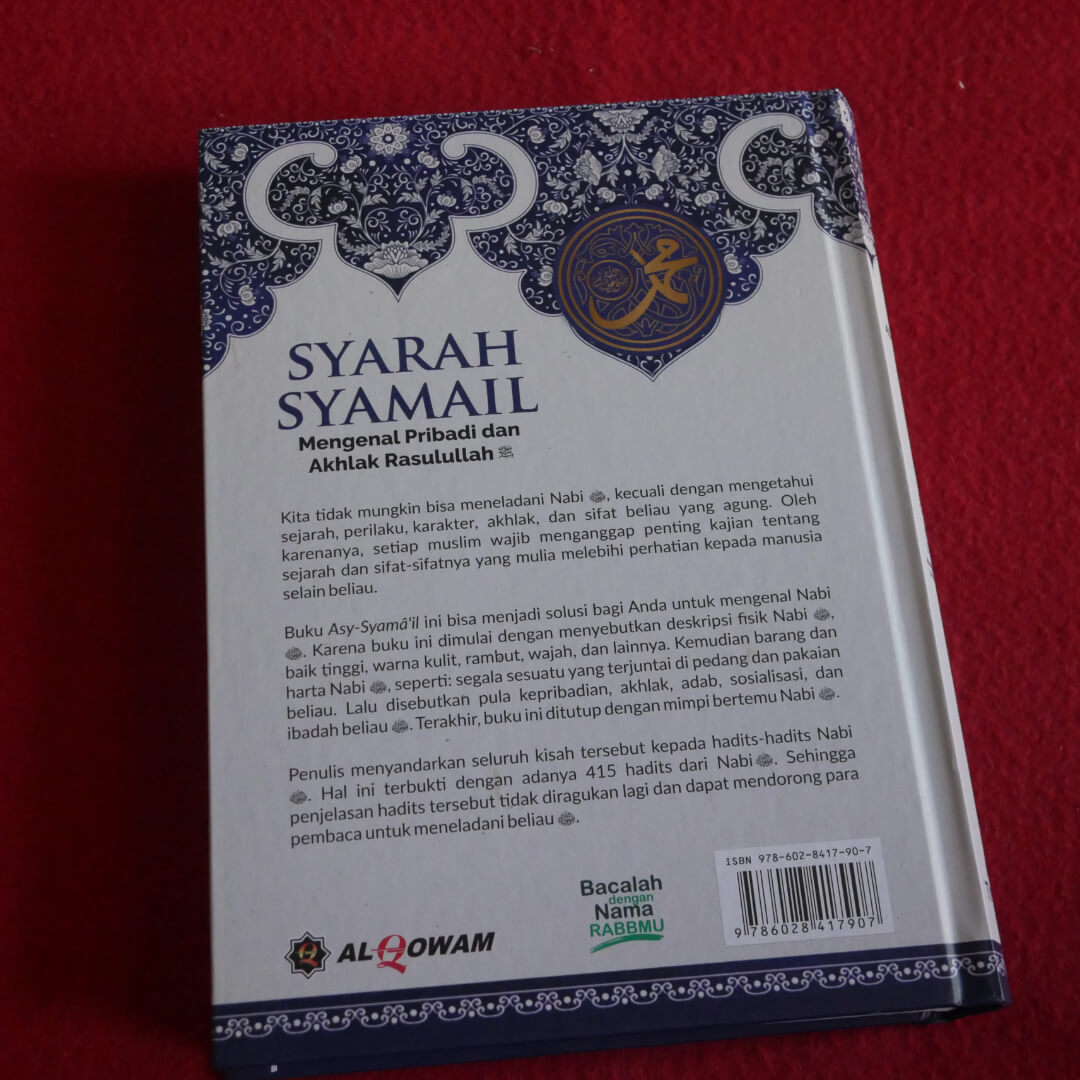 محمد
SYARAH
SYAMAIL
Mengenal Pribadi dan
Akhlak Rasulullah ﷺ
Kita tidak mungkin bisa meneladani Nabi ﷺ, kecuali dengan mengetahui
sejarah, perilaku, karakter, akhlak, dan sifat beliau yang agung. Oleh
karenanya, setiap muslim wajib menganggap penting kajian tentang
sejarah dan sifat-sifatnya yang mulia melebihi perhatian kepada manusia
selain beliau.
Buku Asy-Syamâ'il ini bisa menjadi solusi bagi Anda untuk mengenal Nabi
ﷺ. Karena buku ini dimulai dengan menyebutkan deskripsi fisik Nabi ﷺ,
baik tinggi, warna kulit, rambut, wajah, dan lainnya. Kemudian barang dan
harta Nabi ﷺ, seperti: segala sesuatu yang terjuntai di pedang dan pakaian
beliau. Lalu disebutkan pula kepribadian, akhlak, adab, sosialisasi, dan
ibadah beliau ﷺ. Terakhir, buku ini ditutup dengan mimpi bertemu Nabi ﷺ.
Penulis menyandarkan seluruh kisah tersebut kepada hadits-hadits Nabi
ﷺ. Hal ini terbukti dengan adanya 415 hadits dari Nabi ﷺ. Sehingga
penjelasan hadits tersebut tidak diragukan lagi dan dapat mendorong para
pembaca untuk meneladani beliau ﷺ.
ISBN 978-602-8417-90-7
9 786028 417907
Bacalah
dengan
Nama
RABBMU
AL-QOWAM